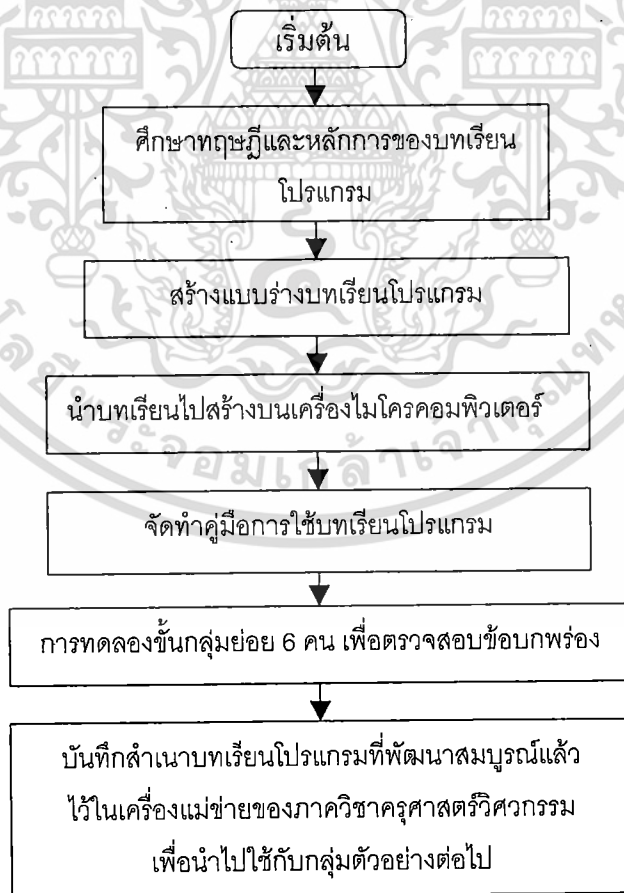 เริ่มต้น
ศึกษาทฤษฎีและหลักการของบทเรียน
โปรแกรม
สร้างแบบร่างบทเรียนโปรแกรม
นำบทเรียนไปสร้างบนเครื่องไมโครคอมพิวเตอร์
จัดทำคู่มือการใช้บทเรียนโปรแกรม
การทดลองขั้นกลุ่มย่อย 6 คน เพื่อตรวจสอบข้อบกพร่อง
บันทึกสำเนาบทเรียนโปรแกรมที่พัฒนาสมบูรณ์แล้ว
ไว้ในเครื่องแม่ข่ายของภาควิชาครุศาสตร์วิศวกรรม
เพื่อนำไปใช้กับกลุ่มตัวอย่างต่อไป